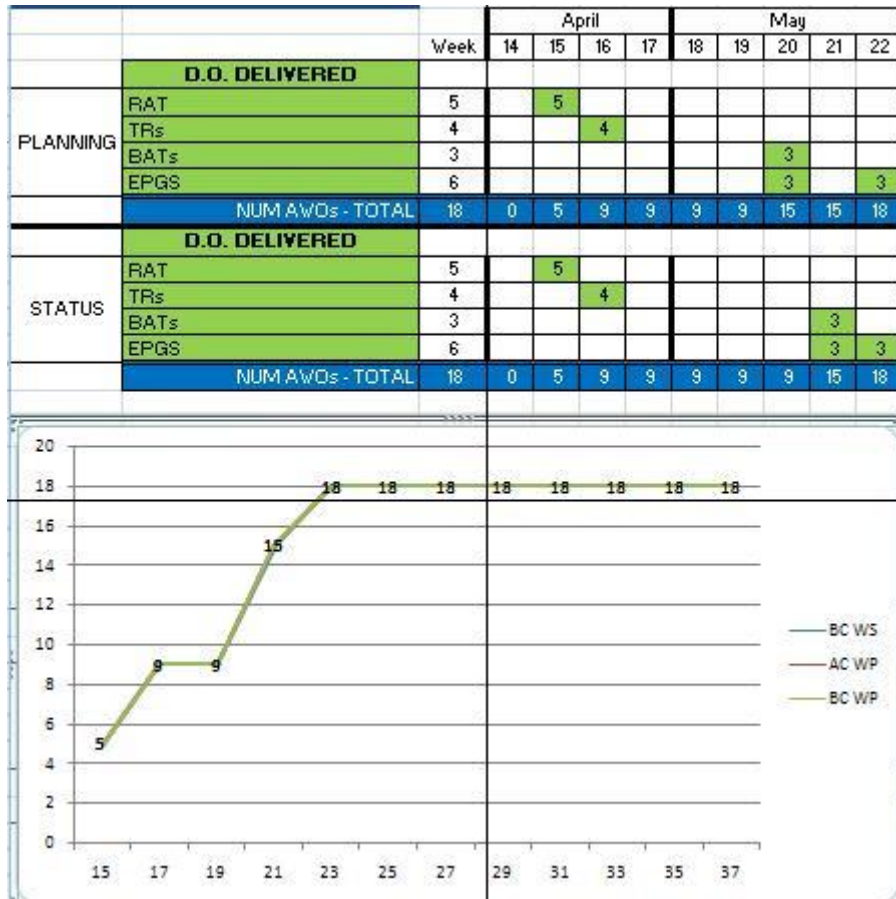 April May
Week 14 15 16 17 18 19 20 21 22
D.O. DELIVERED
PLANNING
RAT 5 5
TRs 4 4
BATs 3 3
EPGS 6 3 3
NUM AWOs - TOTAL 18 0 5 9 9 9 9 15 15 18
D.O. DELIVERED
STATUS
RAT 5 5
TRs 4 4
BATs 3 3
EPGS 6 3 3
NUM AWOs - TOTAL 18 0 5 9 9 9 9 9 15 18
20
18
16
14
12
10
8
6
4
2
0
5 9 9 15 18 18 18 18 18 18 18 18
15 17 19 21 23 25 27 29 31 33 35 37
BC WS
AC WP
BC WP